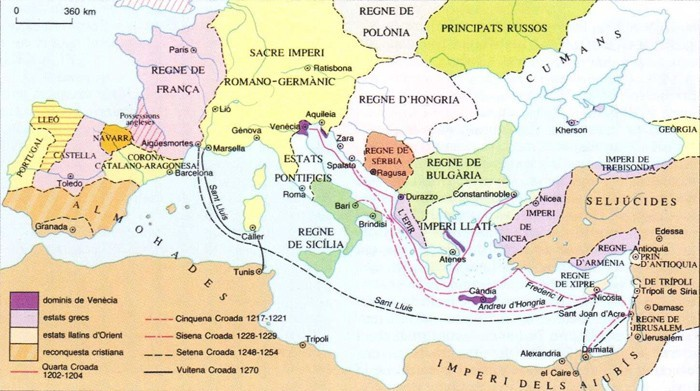 0 360 km
REGNE DE
POLÒNIA
PRINCIPATS RUSSOS
CUMANS
Paris
REGNE DE
FRANÇA
SACRE IMPERI
Ratisbona
ROMANO-GERMÀNIC
REGNE D'HONGRIA
Kherson
GEÒRGIA
LLEÓ
PORTUGAL
CASTELLA
Toledo
NAVARRA
Possessions
angleses
Lió
Aigüesmortes
Marsella
CORONA
CATALANO-ARAGONESA
Barcelona
Gènova
Venècia
Aquileia
Zara
Spalato
ESTATS
PONTIFICIS
Roma
REGNE DE
SÈRBIA
Ragusa
REGNE DE
BULGÀRIA
Durazzo
Constantinoble
IMPERI DE
TREBISONDA
Nicea
IMPERI
DE
NICEA
SELJÚCIDES
Bari
Brindisi
L'EPIR
IMPERI LLATÍ
Atenes
REGNE
DE SICÍLIA
Sant Lluís
Càller
Tunis
Granada
ALMOHADES
Edessa
Antioquia
REGNE
D'ARMÈNIA
PRIN.
D'ANTIOQUIA
REGNE
DE XIPRE
Nicosia
C. DE TRÍPOLI
Trípoli de Síria
Damasc
Sant Joan d'Acre
REGNE DE
JERUSALEM
Jerusalem
Càndia
Andreu d'Hongria
Frederic II
Sant Lluís
Trípoli
Alexandria
Damiata
el Caire
IMPERI DELS AIUBÍS
dominis de Venècia
estats grecs
estats llatins d'Orient
reconquesta cristiana
Quarta Croada
1202-1204
Cinquena Croada 1217-1221
Sisena Croada 1228-1229
Setena Croada 1248-1254
Vuitena Croada 1270